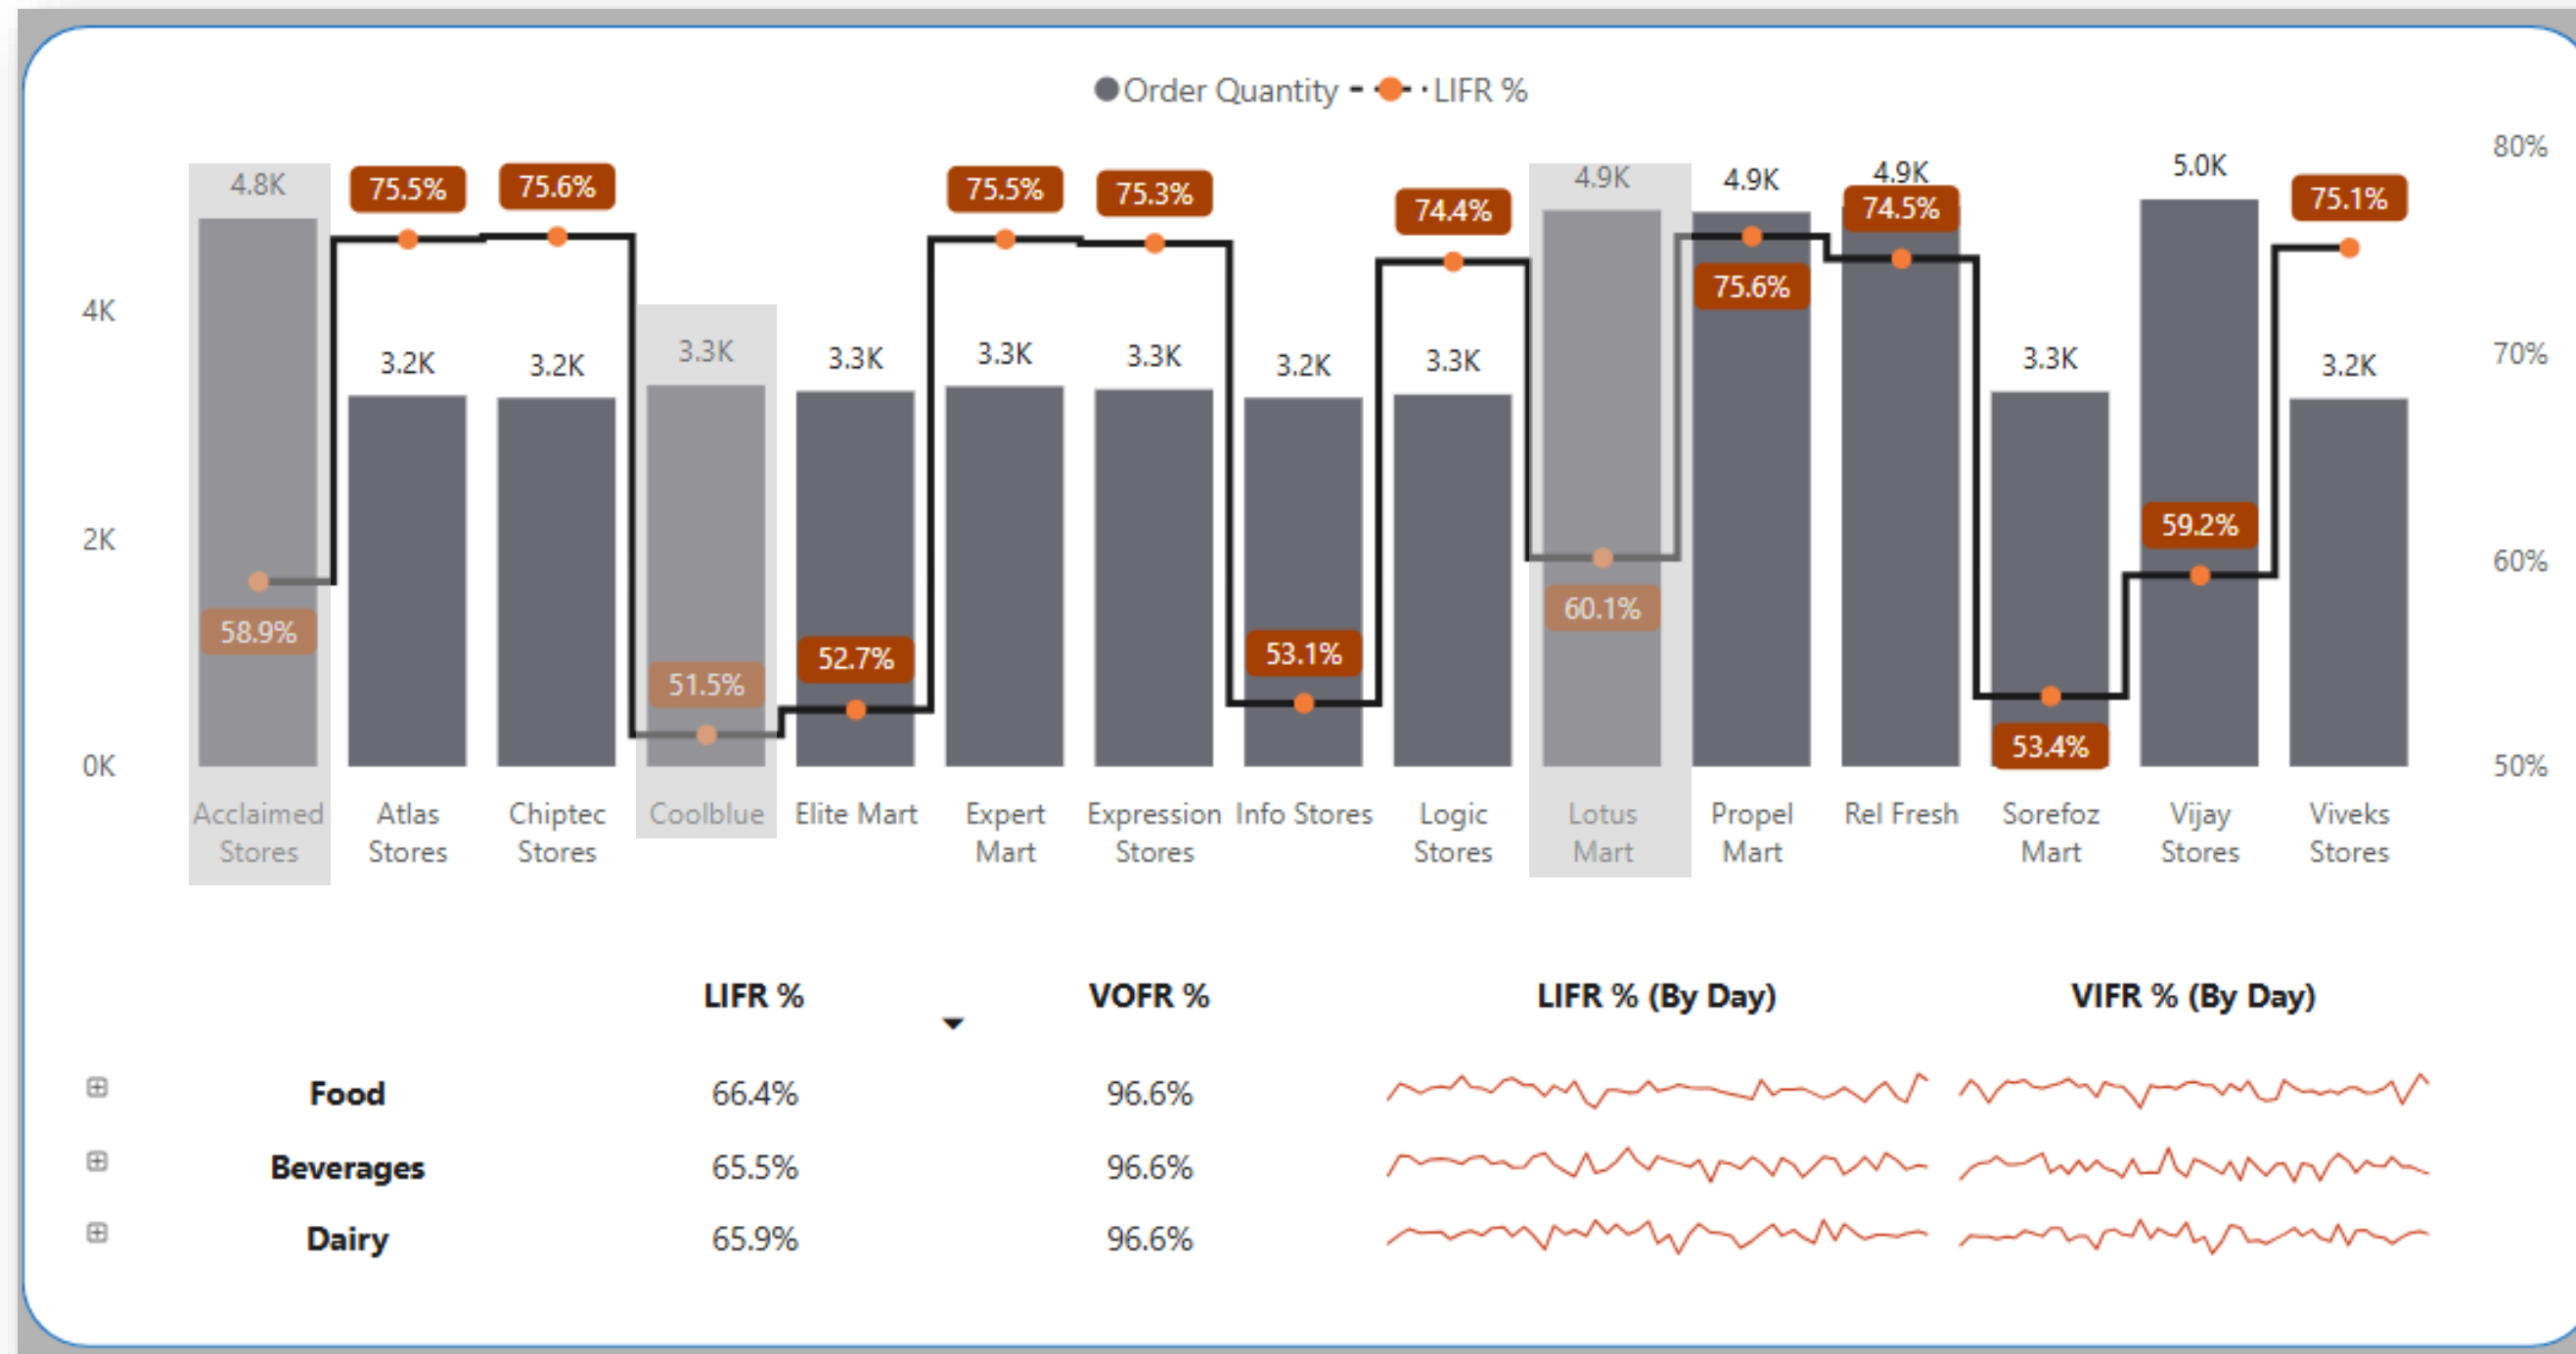 Order Quantity LIFR %
80%
4.8K 75.5% 75.6% 75.5% 75.3% 74.4% 4.9K 4.9K 4.9K 74.5% 5.0K 75.1%
4K 75.6%
3.2K 3.2K 3.3K 3.3K 3.3K 3.3K 3.2K 3.3K 3.3K 3.2K 70%
2K 59.2% 60%
58.9% 51.5% 52.7% 53.1% 60.1% 53.4%
0K 50%
Acclaimed Stores
Atlas Stores
Chiptec Stores
Coolblue
Elite Mart
Expert Mart
Expression Stores
Info Stores
Logic Stores
Lotus Mart
Propel Mart
Rel Fresh
Sorefoz Mart
Vijay Stores
Viveks Stores
LIFR % VOFR % LIFR % (By Day) VIFR % (By Day)
Food 66.4% 96.6%
Beverages 65.5% 96.6%
Dairy 65.9% 96.6%